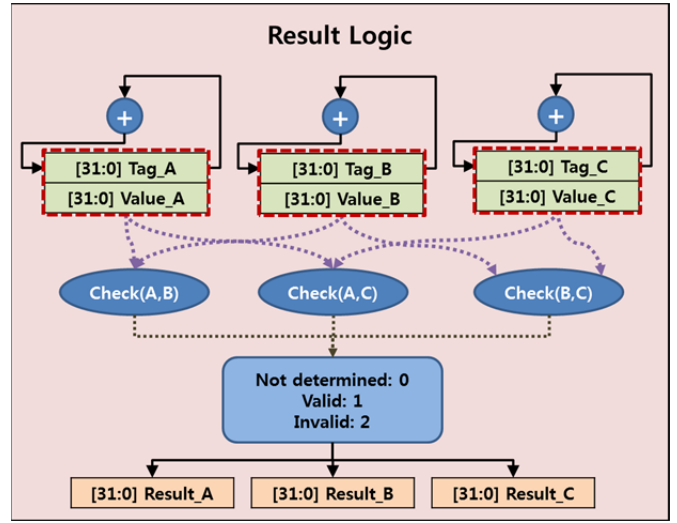 Result Logic
+ + +
[31:0] Tag_A [31:0] Tag_B [31:0] Tag_C
[31:0] Value_A [31:0] Value_B [31:0] Value_C
Check(A,B) Check(A,C) Check(B,C)
Not determined: 0
Valid: 1
Invalid: 2
[31:0] Result_A [31:0] Result_B [31:0] Result_C